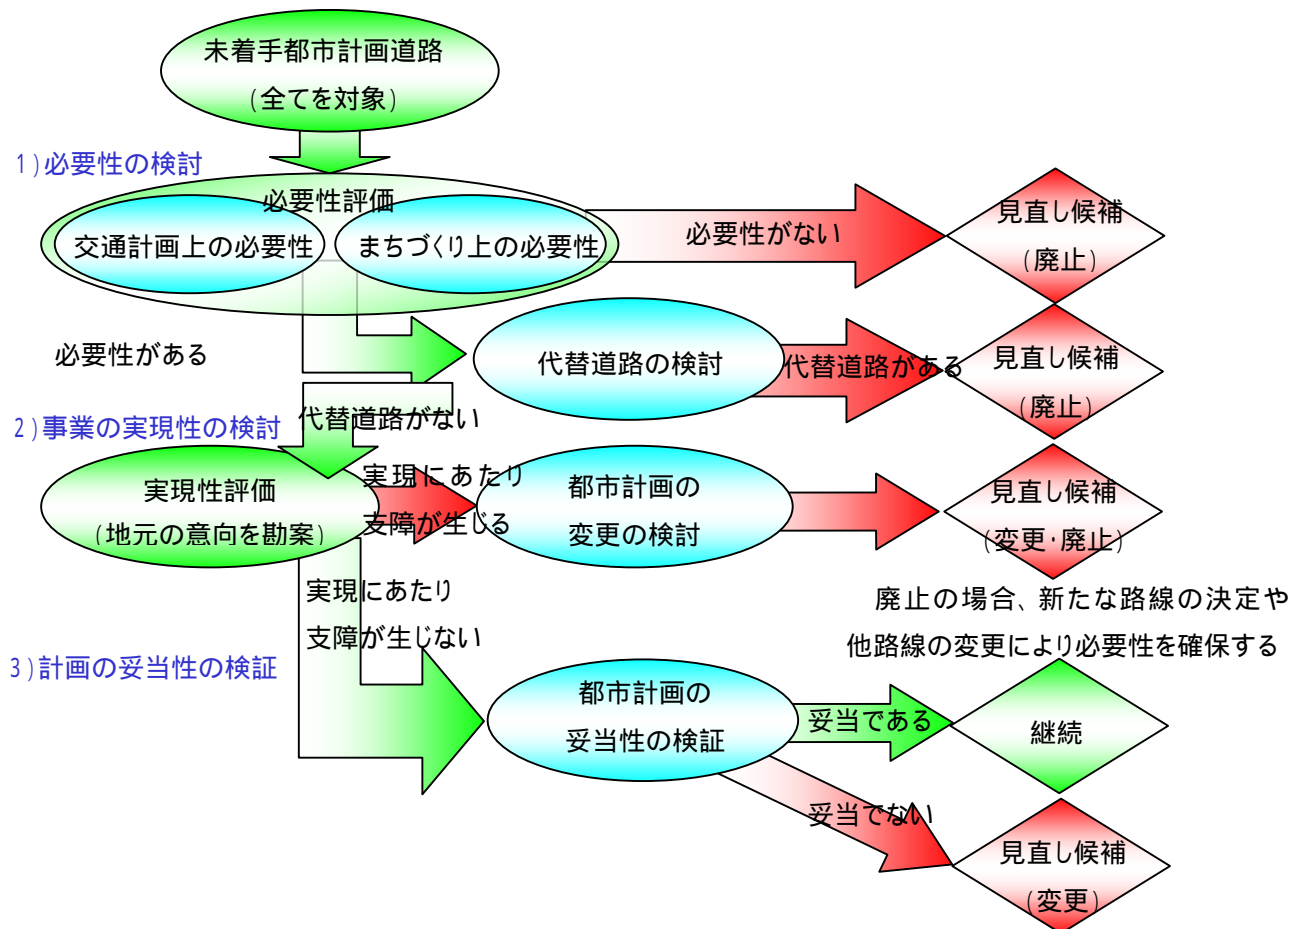 未着手都市計画道路
(全てを対象)
1)必要性の検討
必要性評価
交通計画上の必要性
まちづくり上の必要性
必要性がない
見直し候補
(廃止)
必要性がある
代替道路の検討
代替道路がある
見直し候補
(廃止)
代替道路がない
2)事業の実現性の検討
実現性評価
(地元の意向を勘案)
実現にあたり
支障が生じる
都市計画の
変更の検討
見直し候補
(変更・廃止)
廃止の場合、新たな路線の決定や
他路線の変更により必要性を確保する
実現にあたり
支障が生じない
3)計画の妥当性の検証
都市計画の
妥当性の検証
妥当である
継続
妥当でない
見直し候補
(変更)